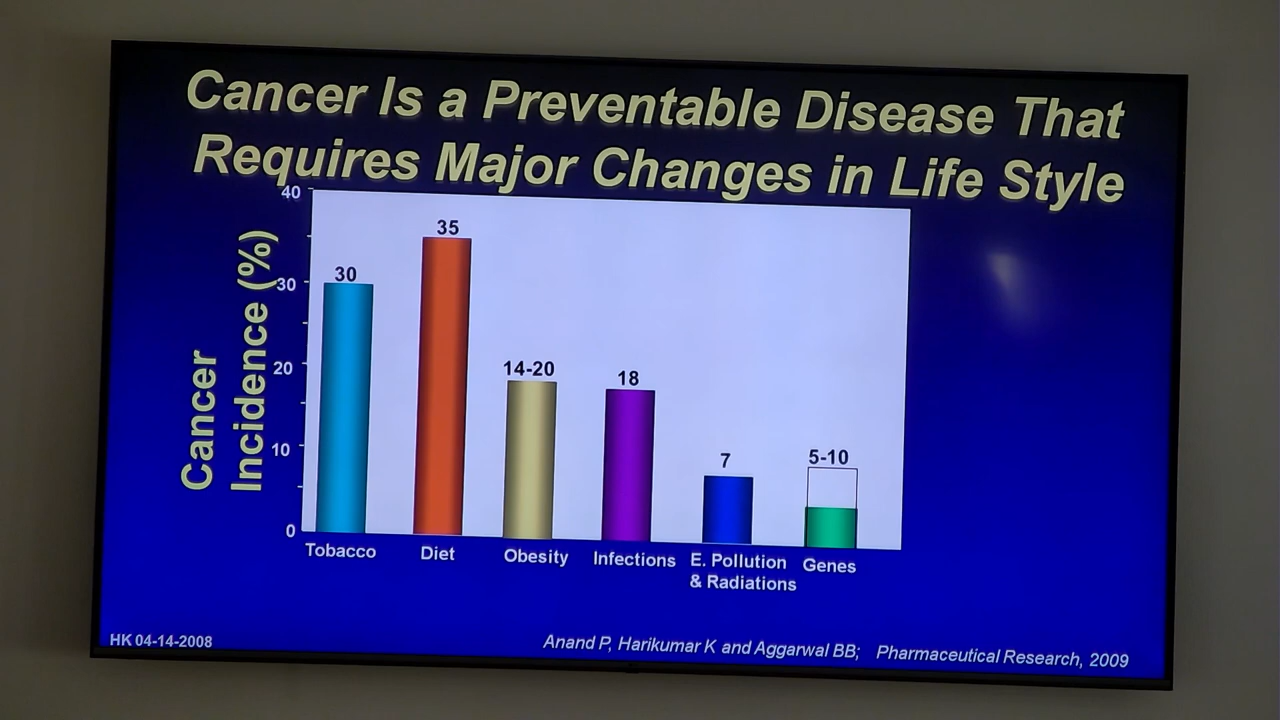 Cancer Is a Preventable Disease That
Requires Major Changes in Life Style
Cancer
Incidence (%)
40
30
20
10
0
30
35
14-20
18
7
5-10
Tobacco
Diet
Obesity
Infections
E. Pollution
& Radiations
Genes
HK 04-14-2008
Anand P, Harikumar K and Aggarwal BB; Pharmaceutical Research, 2009